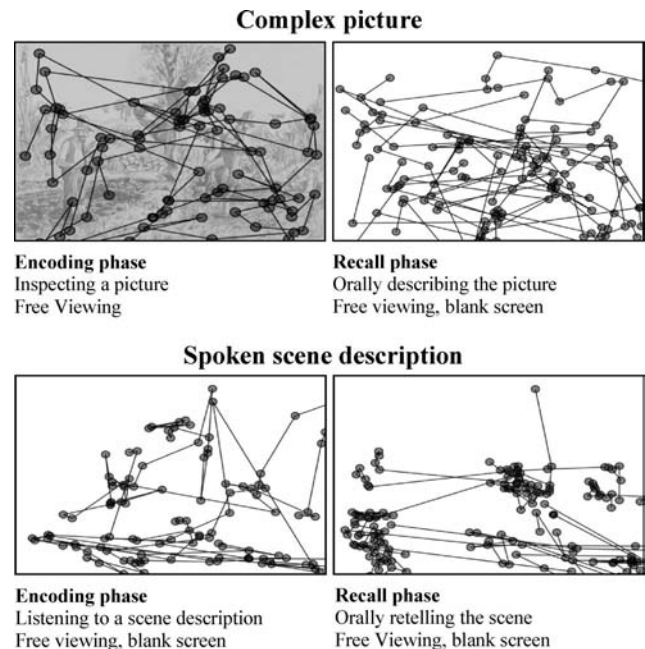 Complex picture
Encoding phase
Inspecting a picture
Free Viewing
Recall phase
Orally describing the picture
Free viewing, blank screen
Spoken scene description
Encoding phase
Listening to a scene description
Free viewing, blank screen
Recall phase
Orally retelling the scene
Free Viewing, blank screen